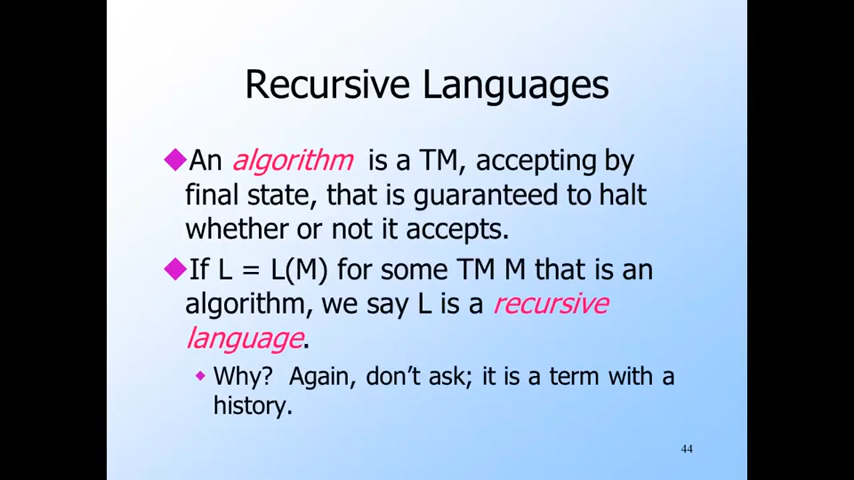 Recursive Languages
An algorithm is a TM, accepting by
final state, that is guaranteed to halt
whether or not it accepts.
If L = L(M) for some TM M that is an
algorithm, we say L is a recursive
language.
Why? Again, don't ask; it is a term with a
history.
44